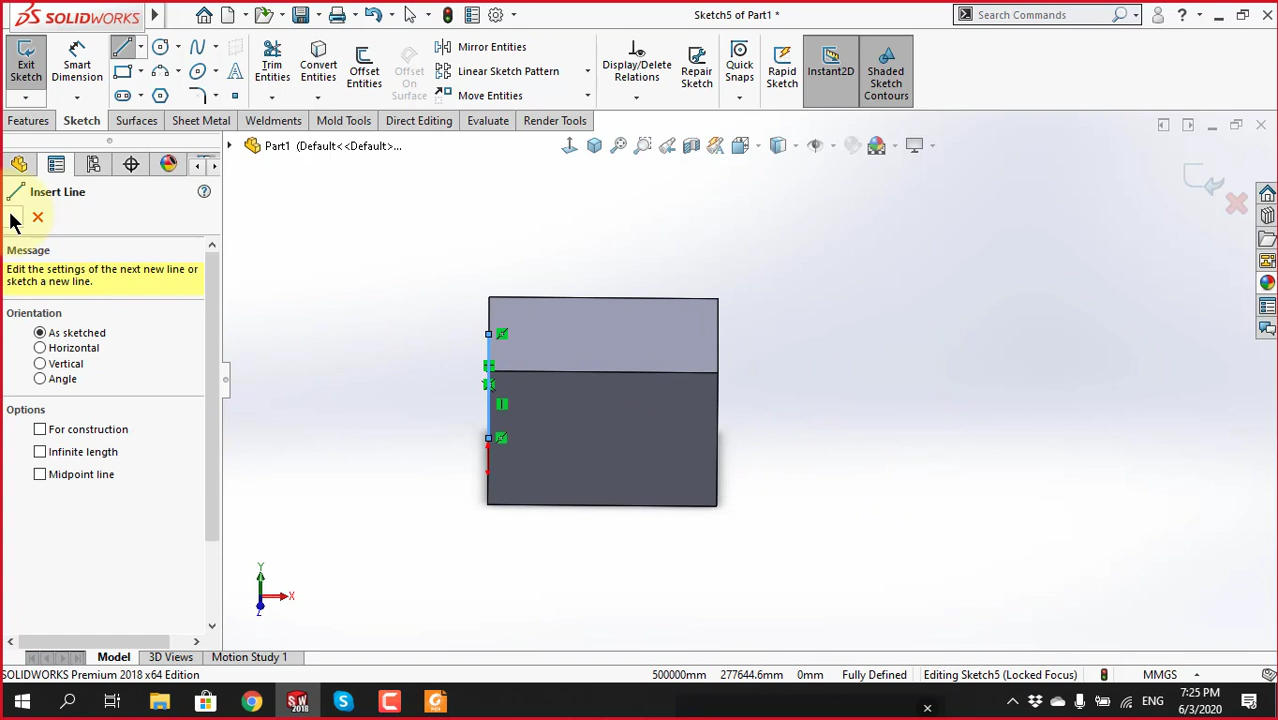 SOLIDWORKS
Sketch5 of Part1 *
Search Commands
Exit Sketch
Smart Dimension
Trim Entities
Convert Entities
Offset Entities
Offset On Surface
Mirror Entities
Linear Sketch Pattern
Move Entities
Display/Delete Relations
Repair Sketch
Quick Snaps
Rapid Sketch
Instant2D
Shaded Sketch Contours
Features
Sketch
Surfaces
Sheet Metal
Weldments
Mold Tools
Direct Editing
Evaluate
Render Tools
Part1 (Default<<Default>...
Insert Line
Message
Edit the settings of the next new line or
sketch a new line.
Orientation
As sketched
Horizontal
Vertical
Angle
Options
For construction
Infinite length
Midpoint line
Y
X
Z
Model
3D Views
Motion Study 1
SOLIDWORKS Premium 2018 x64 Edition
500000mm
277644.6mm
0mm
Fully Defined
Editing Sketch5 (Locked Focus)
MMGS
SW
2018
ENG
7:25 PM
6/3/2020